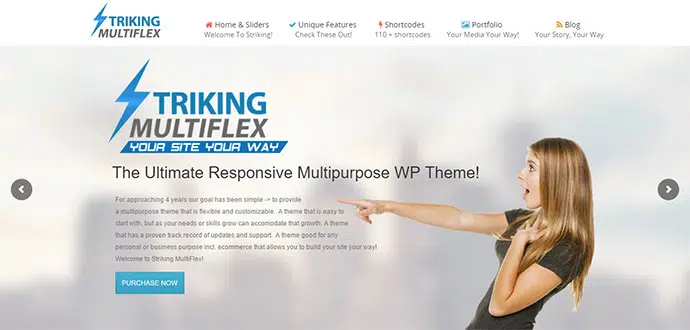 STRIKING
MULTIFLEX
Home & Sliders
Welcome To Striking!
Unique Features
Check These Out!
Shortcodes
110 + shortcodes
Portfolio
Your Media Your Way!
Blog
Your Story, Your Way
STRIKING
MULTIFLEX
YOUR SITE YOUR WAY
The Ultimate Responsive Multipurpose WP Theme!
For approaching 4 years our goal has been simple -> to provide
a multipurpose theme that is flexible and customizable. A theme that is easy to
start with, but as your needs or skills grow can accomodate that growth. A theme
that has a proven track record of updates and support. A theme good for any
personal or business purpose incl. ecommerce that allows you to build your site your way!
Welcome to Striking MultiFlex!
PURCHASE NOW